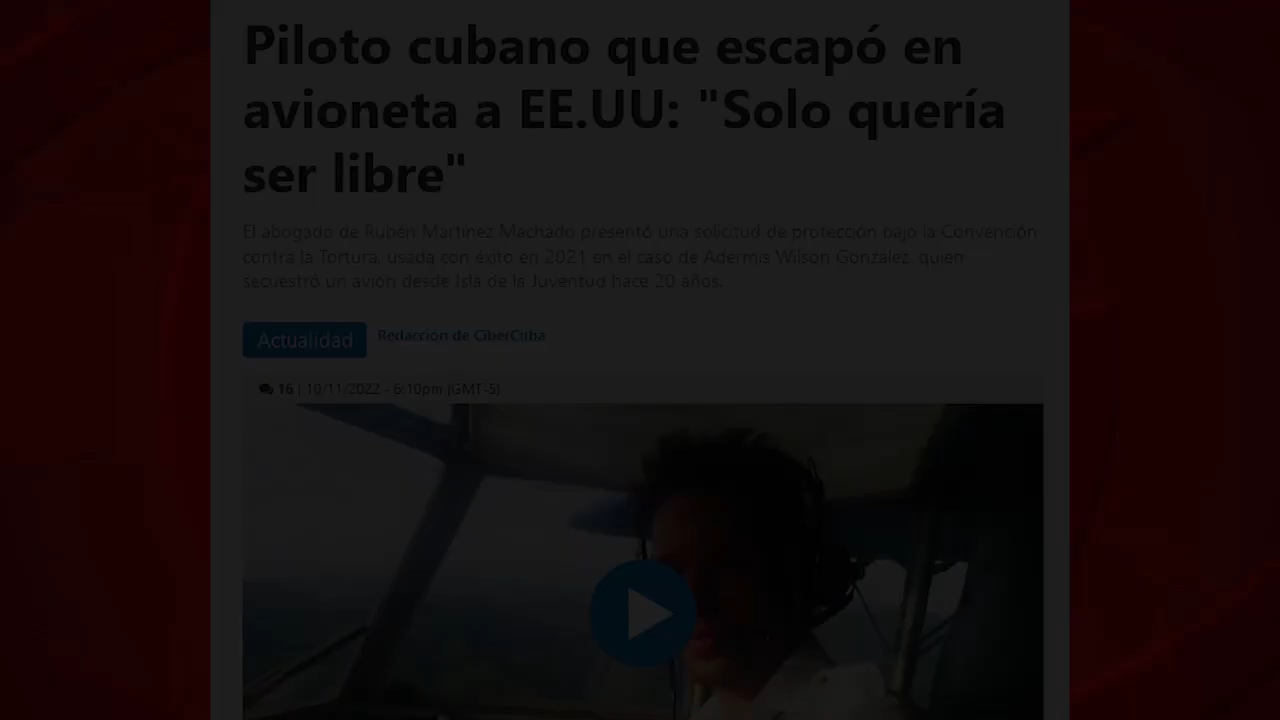 Piloto cubano que escapó en
avioneta a EE.UU: "Solo quería
ser libre"
El abogado de Rubén Martínez Machado presentó una solicitud de protección bajo la Convención
contra la Tortura, usada con éxito en 2021 en el caso de Adermis Wilson González, quien
secuestró un avión desde Isla de la Juventud hace 20 años.
Actualidad
Redacción de CiberCuba
16 | 10/11/2022 - 6:10pm (GMT-5)